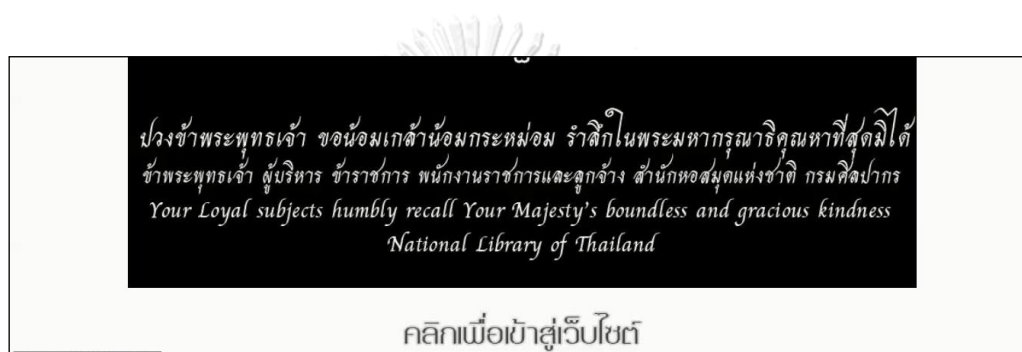 ปวงข้าพระพุทธเจ้า ขอน้อมเกล้าน้อมกระหม่อม รำลึกในพระมหากรุณาธิคุณหาที่สุดมิได้
ข้าพระพุทธเจ้า ผู้บริหาร ข้าราชการ พนักงานราชการและลูกจ้าง สำนักหอสมุดแห่งชาติ กรมศิลปากร
Your Loyal subjects humbly recall Your Majesty's boundless and gracious kindness
National Library of Thailand
คลิกเพื่อเข้าสู่เว็บไซต์